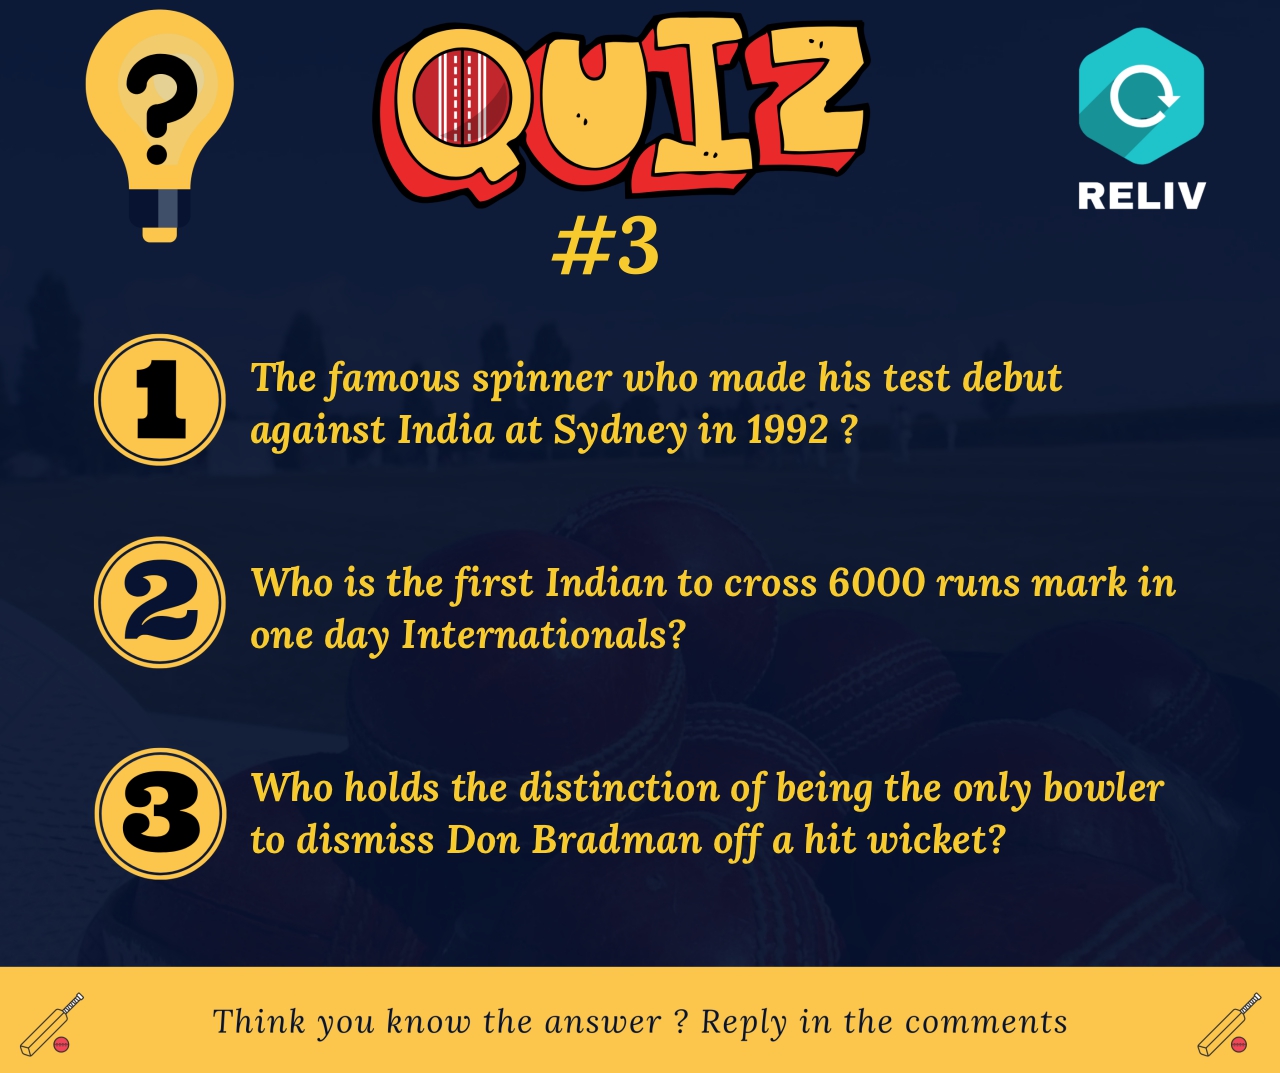 ?
QUIZ
RELIV
#3
1
The famous spinner who made his test debut
against India at Sydney in 1992 ?
2
Who is the first Indian to cross 6000 runs mark in
one day Internationals?
3
Who holds the distinction of being the only bowler
to dismiss Don Bradman off a hit wicket?
Think you know the answer ? Reply in the comments